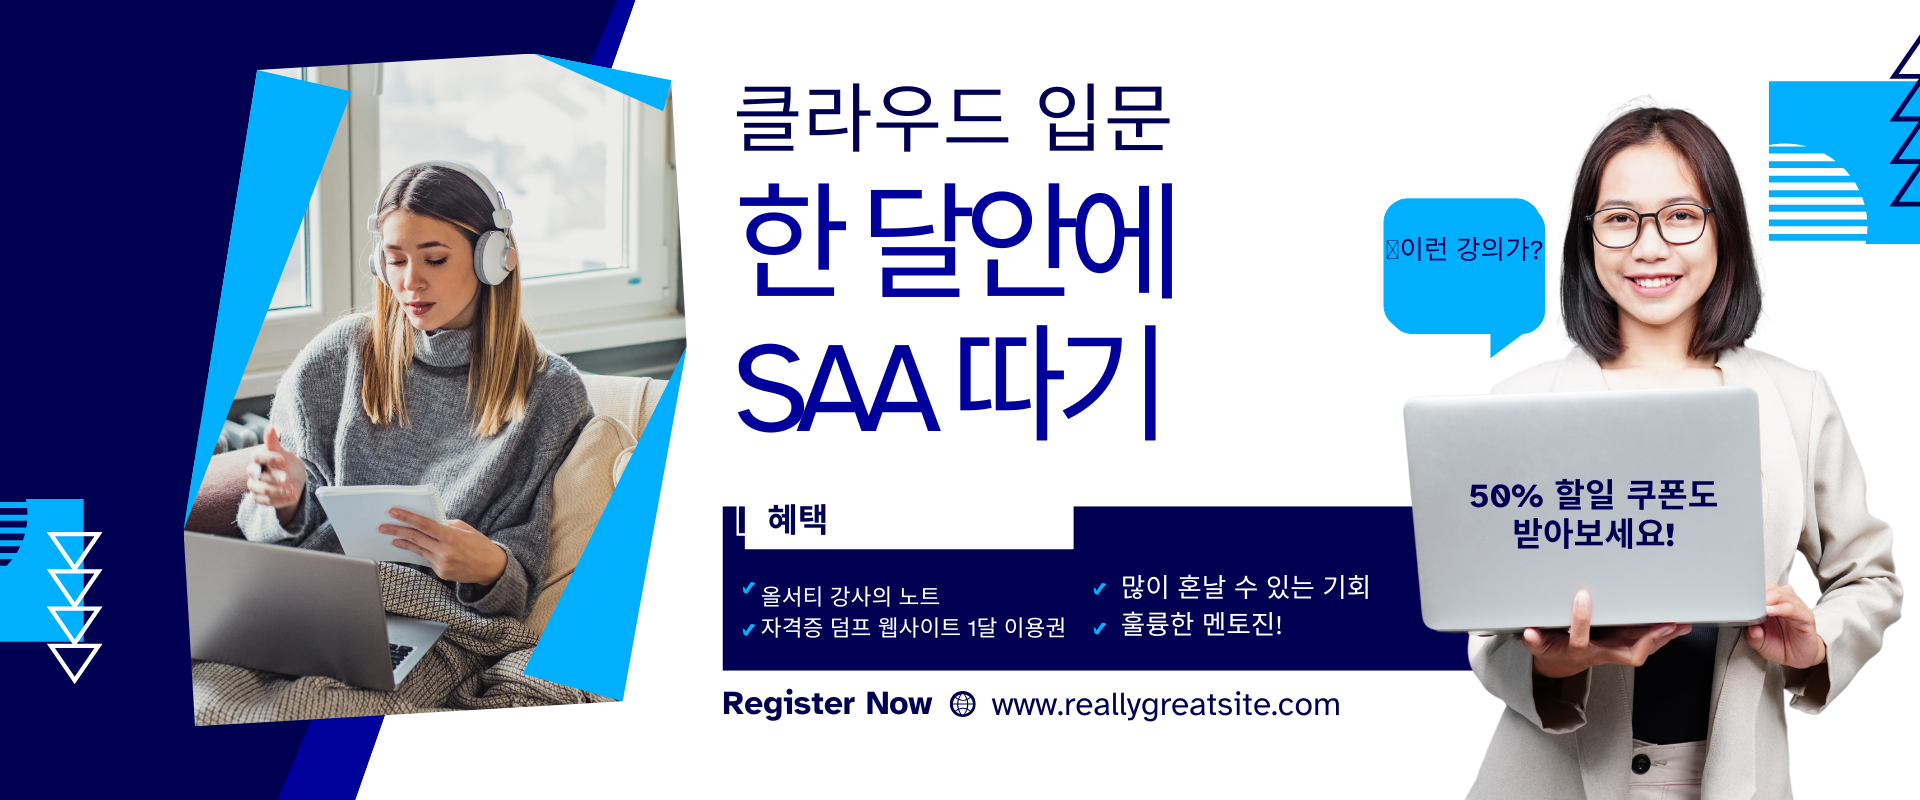 클라우드 입문
한 달안에
SAA 따기
이런 강의가?
50% 할일 쿠폰도
받아보세요!
혜택
올서티 강사의 노트
자격증 덤프 웹사이트 1달 이용권
많이 혼날 수 있는 기회
훌륭한 멘토진!
Register Now www.reallygreatsite.com